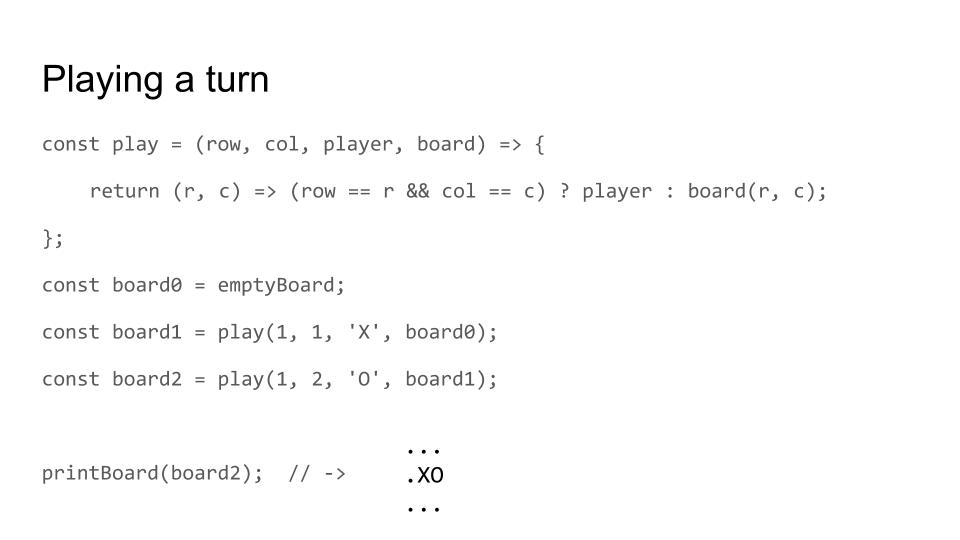 Playing a turn
const play = (row, col, player, board) => {
    return (r, c) => (row == r && col == c) ? player : board(r, c);
};
const board0 = emptyBoard;
const board1 = play(1, 1, 'X', board0);
const board2 = play(1, 2, 'O', board1);
...
printBoard(board2);  // -> .XO
...